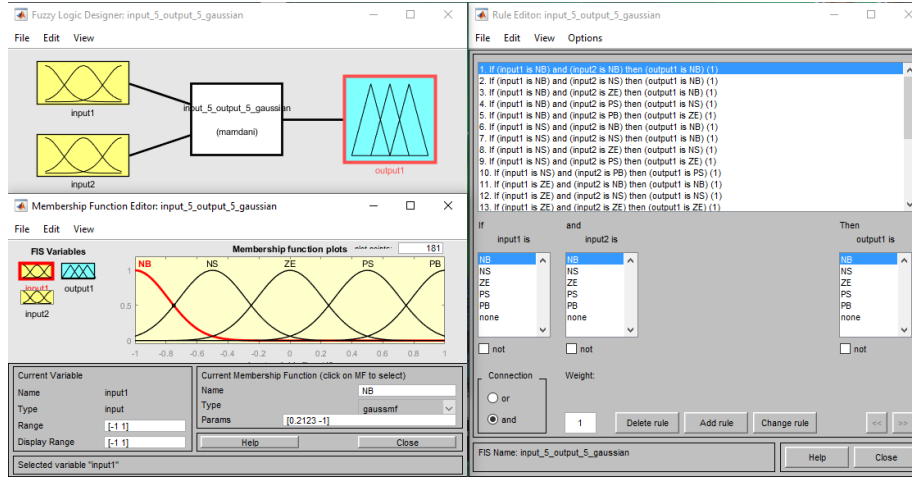 Fuzzy Logic Designer: input_5_output_5_gaussian
File Edit View
input1
input_5_output_5_gaussian
(mamdani)
input2
output1
Membership Function Editor: input_5_output_5_gaussian
File Edit View
FIS Variables
Membership function plots plot points: 181
input1 output1
input2
NB NS ZE PS PB
1
0.5
0
-1 -0.8 -0.6 -0.4 -0.2 0 0.2 0.4 0.6 0.8 1
Current Variable
Name input1
Type input
Range [-1 1]
Display Range [-1 1]
Current Membership Function (click on MF to select)
Name NB
Type gaussmf
Params [0.2123 -1]
Help Close
Selected variable "input1"
Rule Editor: input_5_output_5_gaussian
File Edit View Options
1. If (input1 is NB) and (input2 is NB) then (output1 is NB) (1)
2. If (input1 is NB) and (input2 is NS) then (output1 is NB) (1)
3. If (input1 is NB) and (input2 is ZE) then (output1 is NB) (1)
4. If (input1 is NB) and (input2 is PS) then (output1 is NS) (1)
5. If (input1 is NB) and (input2 is PB) then (output1 is ZE) (1)
6. If (input1 is NS) and (input2 is NB) then (output1 is NB) (1)
7. If (input1 is NS) and (input2 is NS) then (output1 is NB) (1)
8. If (input1 is NS) and (input2 is ZE) then (output1 is NS) (1)
9. If (input1 is NS) and (input2 is PS) then (output1 is ZE) (1)
10. If (input1 is NS) and (input2 is PB) then (output1 is PS) (1)
11. If (input1 is ZE) and (input2 is NB) then (output1 is NB) (1)
12. If (input1 is ZE) and (input2 is NS) then (output1 is NS) (1)
13. If (input1 is ZE) and (input2 is ZE) then (output1 is ZE) (1)
If and Then
input1 is input2 is output1 is
NB NB NB
NS NS NS
ZE ZE ZE
PS PS PS
PB PB PB
none none none
not not not
Connection Weight:
or
and 1 Delete rule Add rule Change rule << >>
FIS Name: input_5_output_5_gaussian Help Close